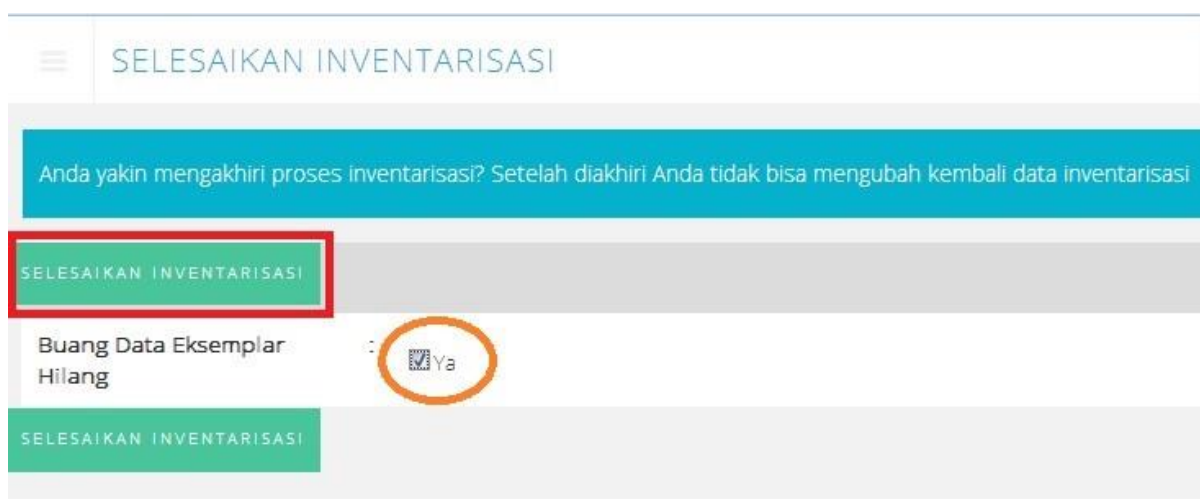 SELESAIKAN INVENTARISASI
Anda yakin mengakhiri proses inventarisasi? Setelah diakhiri Anda tidak bisa mengubah kembali data inventarisasi
SELESAIKAN INVENTARISASI
Buang Data Eksemplar : Ya
Hilang
SELESAIKAN INVENTARISASI